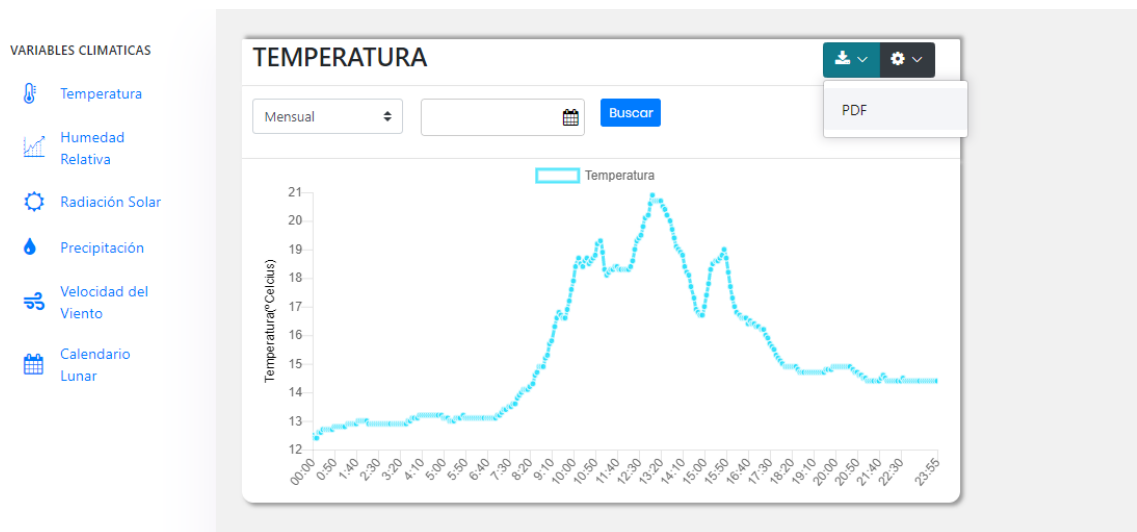 VARIABLES CLIMATICAS
Temperatura
Humedad
Relativa
Radiación Solar
Precipitación
Velocidad del
Viento
Calendario
Lunar
TEMPERATURA
PDF
Mensual
Buscar
Temperatura
Temperatura(ºCelcius)
21
20
19
18
17
16
15
14
13
12
00:00
0:50
1:40
2:30
3:20
4:10
5:00
5:50
6:40
7:30
8:20
9:10
10:00
10:50
11:40
12:30
13:20
14:10
15:00
15:50
16:40
17:30
18:20
19:10
20:00
20:50
21:40
22:30
23:55